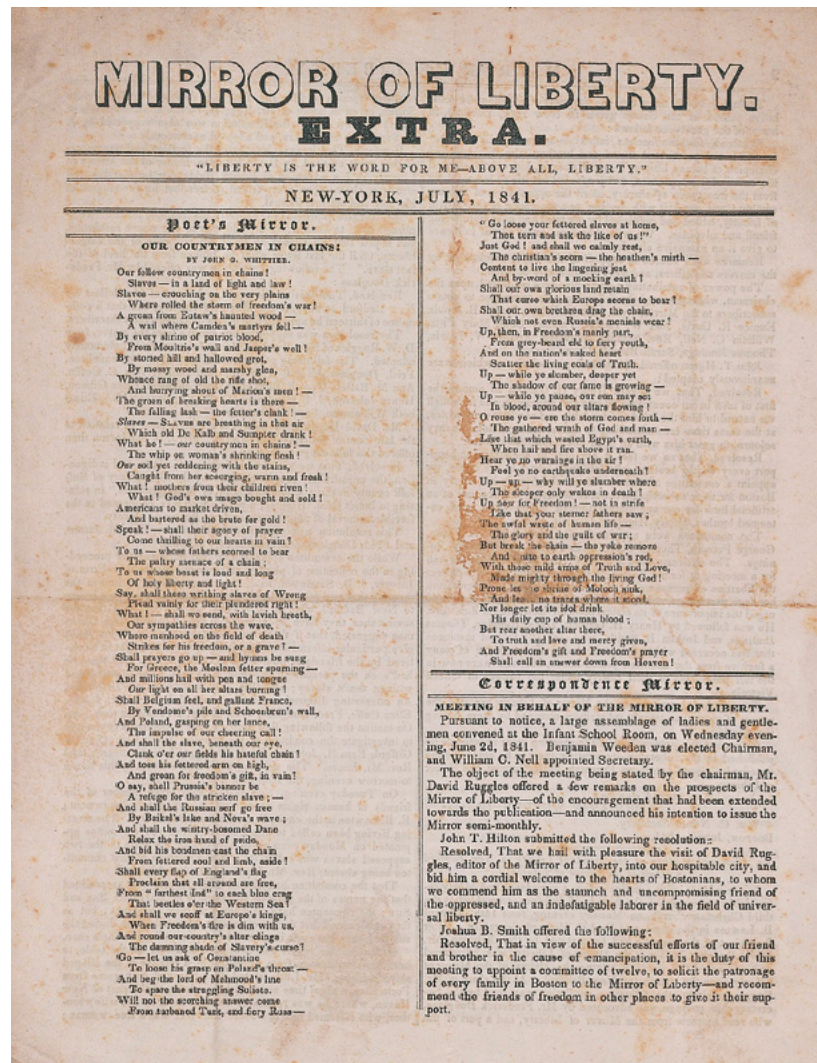 MIRROR OF LIBERTY.
EXTRA.
"LIBERTY IS THE WORD FOR ME—ABOVE ALL, LIBERTY."
NEW-YORK, JULY, 1841.
Poet's Mirror.
OUR COUNTRYMEN IN CHAINS!
BY JOHN G. WHITTIER.
Our fellow countrymen in chains!
Slaves — in a land of light and law!
Slaves — crouching on the very plains
Where rolled the storm of freedom's war!
A groan from Eutaw's haunted wood —
A wail where Camden's martyrs fell —
By every shrine of patriot blood,
From Moultrie's wall and Jasper's well!
By storied hill and hallowed grot,
By mossy wood and marshy glen,
Whence rang of old the rifle shot,
And hurrying shout of Marion's men! —
The groan of breaking hearts is there —
The falling lash — the fetter's clank! —
Slaves — SLAVES are breathing in that air
Which old De Kalb and Sumpter drank!
What ho! — our countrymen in chains! —
The whip on woman's shrinking flesh!
Our soil yet reddening with the stains,
Caught from her scourging, warm and fresh!
What! mothers from their children riven!
What! God's own image bought and sold!
Americans to market driven,
And bartered as the brute for gold!
Speak! — shall their agony of prayer
Come thrilling to our hearts in vain?
To us — whose fathers scorned to bear
The paltry menace of a chain;
To us whose boast is loud and long
Of holy liberty and light!
Say, shall these writhing slaves of Wrong
Plead vainly for their plundered right!
What! — shall we send, with lavish breath,
Our sympathies across the wave,
Where manhood on the field of death
Strikes for his freedom, or a grave? —
Shall prayers go up — and hymns be sung
For Greece, the Moslem fetter spurning —
And millions hail with pen and tongue
Our light on all her altars burning?
Shall Belgium feel, and gallant France,
By Vendome's pile and Schoenbrun's wall,
And Poland, gasping on her lance,
The impulse of our cheering call!
And shall the slave, beneath our eye,
Clank o'er our fields his hateful chain?
And toss his fettered arm on high,
And groan for freedom's gift, in vain!
O say, shall Prussia's banner be
A refuge for the stricken slave; —
And shall the Russian serf go free
By Baikal's lake and Neva's wave;
And shall the wintry-bosomed Dane
Relax the iron hand of pride,
And bid his bondmen cast the chain
From fettered soul and limb, aside!
Shall every flap of England's flag
Proclaim that all around are free,
From "farthest Ind" to each blue crag
That beetles o'er the Western Sea?
And shall we scoff at Europe's kings,
When Freedom's fire is dim with us,
And round our country's altar clings
The damning shade of Slavery's curse?
Go — let us ask of Constantine
To loose his grasp on Poland's throat —
And beg the lord of Mehmoud's line
To spare the struggling Suliote.
Will not the scorching answer come
From turbaned Turk, and fiery Russ —
"Go loose your fettered slaves at home,
Then turn and ask the like of us!"
Just God! and shall we calmly rest,
The christian's scorn — the heathen's mirth —
Content to live the lingering jest
And by-word of a mocking earth?
Shall our own glorious land retain
That curse which Europe scorns to bear?
Shall our own brethren drag the chain,
Which not even Russia's menials wear!
Up, then, in Freedom's manly part,
From grey-beard eld to fiery youth,
And on the nation's naked heart
Scatter the living coals of Truth.
Up — while ye slumber, deeper yet
The shadow of our fame is growing —
Up — while ye pause, our sun may set
In blood, around our altars flowing!
O rouse ye — ere the storm comes forth —
The gathered wrath of God and man —
Like that which wasted Egypt's earth,
When hail and fire above it ran.
Hear ye no warnings in the air?
Feel ye no earthquake underneath?
Up — up — why will ye slumber where
The sleeper only wakes in death!
Up now for Freedom! — not in strife
Like that your sterner fathers saw;
The awful waste of human life —
The glory and the guilt of war;
But break the chain — the yoke remove
And smite to earth oppression's rod,
With those mild arms of Truth and Love,
Made mighty through the living God!
Prone let the shrine of Moloch sink,
And leave no traces where it stood,
Nor longer let its idol drink
His daily cup of human blood;
But rear another altar there,
To truth and love and mercy given,
And Freedom's gift and Freedom's prayer
Shall call an answer down from Heaven!
Correspondence Mirror.
MEETING IN BEHALF OF THE MIRROR OF LIBERTY.
Pursuant to notice, a large assemblage of ladies and gentle-
men convened at the Infant School Room, on Wednesday even-
ing, June 2d, 1841. Benjamin Weeden was elected Chairman,
and William C. Nell appointed Secretary.
The object of the meeting being stated by the chairman, Mr.
David Ruggles offered a few remarks on the prospects of the
Mirror of Liberty—of the encouragement that had been extended
towards the publication—and announced his intention to issue the
Mirror semi-monthly.
John T. Hilton submitted the following resolution:
Resolved, That we hail with pleasure the visit of David Rug-
gles, editor of the Mirror of Liberty, into our hospitable city, and
bid him a cordial welcome to the hearts of Bostonians, to whom
we commend him as the staunch and uncompromising friend of
the oppressed, and an indefatigable laborer in the field of univer-
sal liberty.
Joshua B. Smith offered the following:
Resolved, That in view of the successful efforts of our friend
and brother in the cause of emancipation, it is the duty of this
meeting to appoint a committee of twelve, to solicit the patronage
of every family in Boston to the Mirror of Liberty—and recom-
mend the friends of freedom in other places to give it their sup-
port.